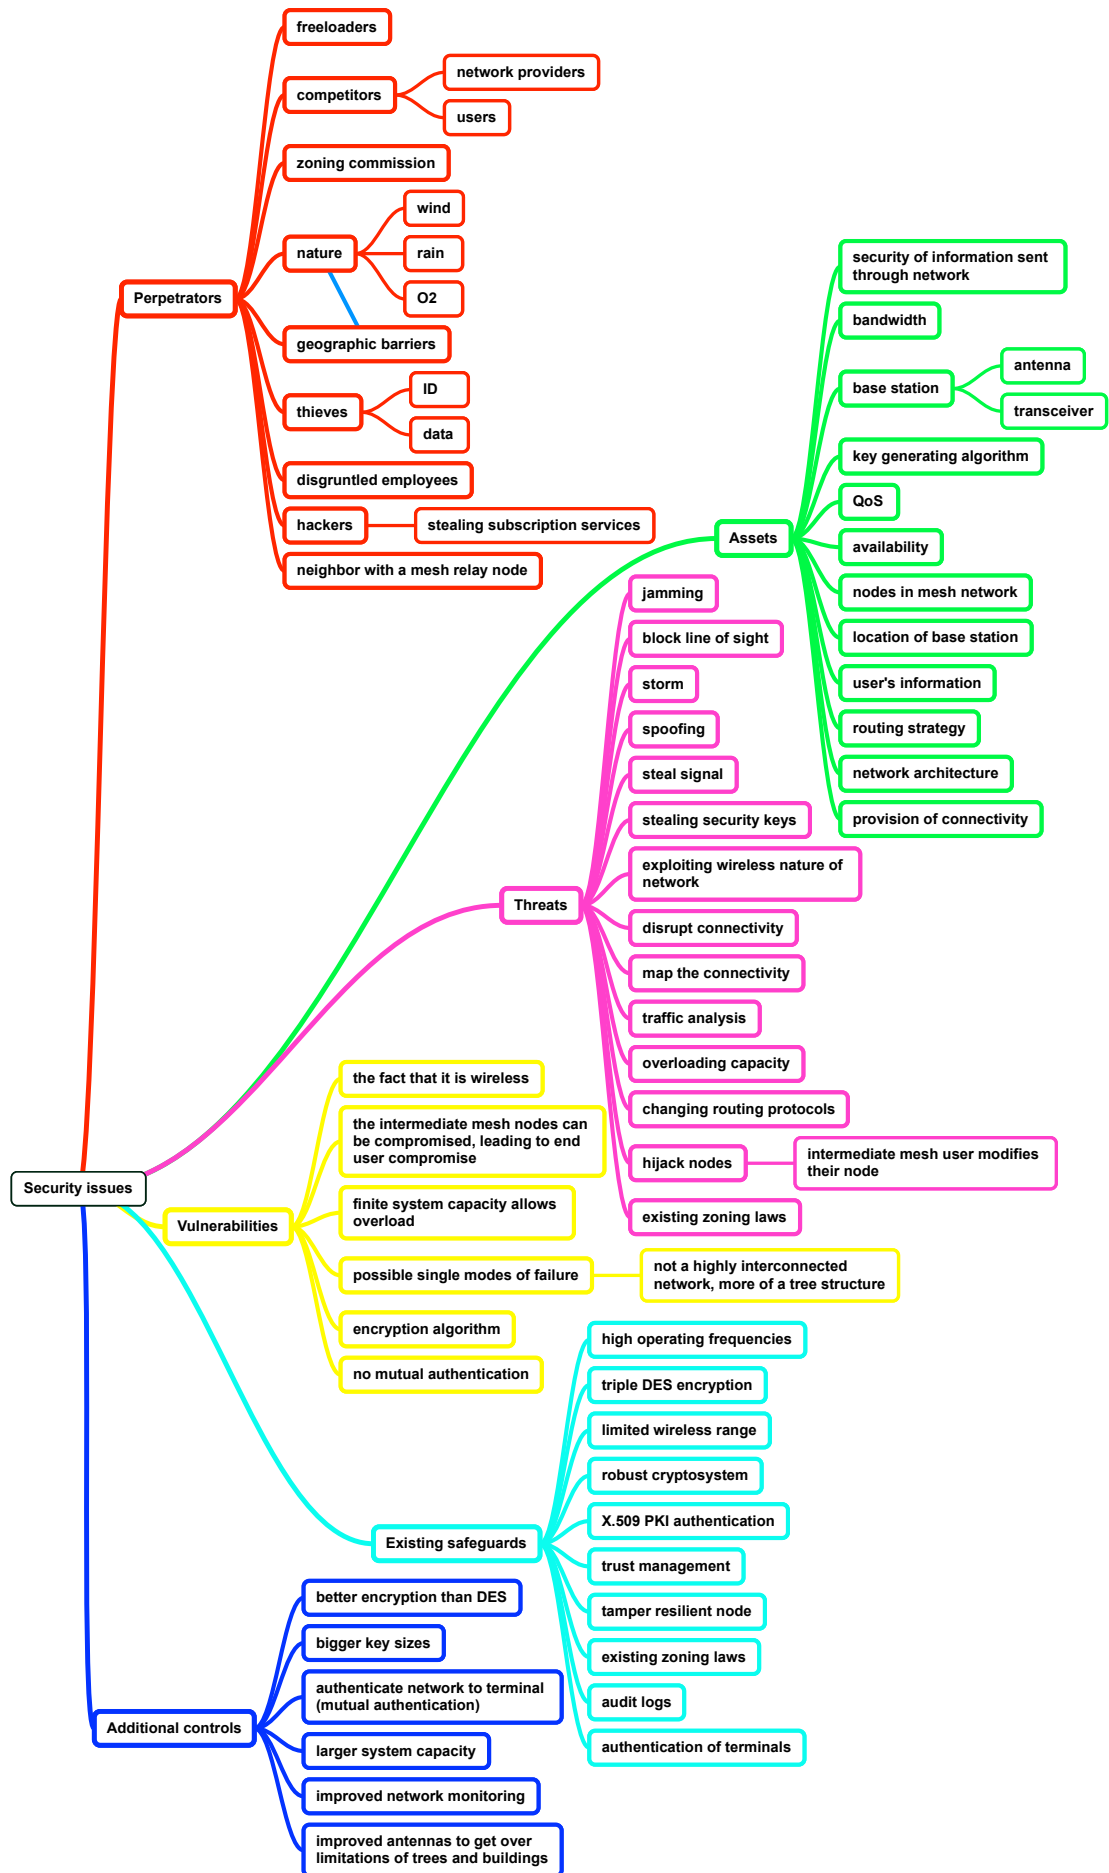 freeloaders
network providers
competitors
users
zoning commission
wind
nature
rain
O2
Perpetrators
geographic barriers
ID
thieves
data
disgruntled employees
hackers
stealing subscription services
neighbor with a mesh relay node
security of information sent
through network
bandwidth
antenna
base station
transceiver
key generating algorithm
QoS
Assets
availability
nodes in mesh network
location of base station
user's information
routing strategy
network architecture
provision of connectivity
jamming
block line of sight
storm
spoofing
steal signal
stealing security keys
exploiting wireless nature of
network
Threats
disrupt connectivity
map the connectivity
traffic analysis
overloading capacity
changing routing protocols
hijack nodes
intermediate mesh user modifies
their node
existing zoning laws
Security issues
the fact that it is wireless
the intermediate mesh nodes can
be compromised, leading to end
user compromise
finite system capacity allows
overload
Vulnerabilities
possible single modes of failure
not a highly interconnected
network, more of a tree structure
encryption algorithm
no mutual authentication
high operating frequencies
triple DES encryption
limited wireless range
robust cryptosystem
X.509 PKI authentication
Existing safeguards
trust management
tamper resilient node
existing zoning laws
audit logs
authentication of terminals
better encryption than DES
bigger key sizes
authenticate network to terminal
(mutual authentication)
Additional controls
larger system capacity
improved network monitoring
improved antennas to get over
limitations of trees and buildings